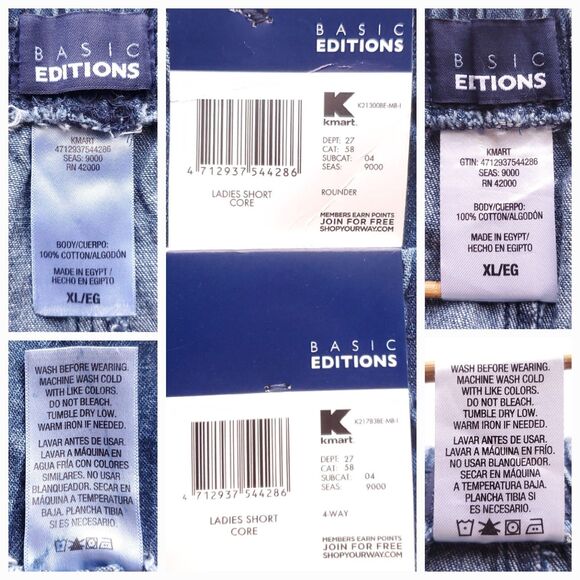 BASIC
EDITIONS
KMART
4712937544286
SEAS: 9000
RN 42000
BODY/CUERPO:
100% COTTON/ALGODÓN
MADE IN EGYPT/
HECHO EN EGIPTO
XL/EG
WASH BEFORE WEARING.
MACHINE WASH COLD
WITH LIKE COLORS.
DO NOT BLEACH.
TUMBLE DRY LOW.
WARM IRON IF NEEDED.
LAVAR ANTES DE USAR.
LAVAR A MÁQUINA EN
AGUA FRÍA CON COLORES
SIMILARES. NO USAR
BLANQUEADOR. SECAR EN
MÁQUINA A TEMPERATURA
BAJA. PLANCHA TIBIA SI
ES NECESARIO.
BASIC
EDITIONS
K21300BE-MB-I
kmart
DEPT: 27
CAT: 58
SUBCAT: 04
SEAS: 9000
4 712937 544286
LADIES SHORT
CORE
ROUNDER
MEMBERS EARN POINTS
JOIN FOR FREE
SHOPYOURWAY.COM
BASIC
EDITIONS
K217B3BE-MB-I
kmart
DEPT: 27
CAT: 58
SUBCAT: 04
SEAS: 9000
4 712937 544286
LADIES SHORT
CORE
4-WAY
MEMBERS EARN POINTS
JOIN FOR FREE
SHOPYOURWAY.COM
B SIC
EITIONS
KMART
GTIN: 4712937544286
SEAS: 9000
RN 42000
BODY/CUERPO:
100% COTTON/ALGODÓN
MADE IN EGYPT/
HECHO EN EGIPTO
XL/EG
WASH BEFORE WEARING.
MACHINE WASH COLD
WITH LIKE COLORS.
DO NOT BLEACH.
TUMBLE DRY LOW.
WARM IRON IF NEEDED.
LAVAR ANTES DE USAR.
LAVAR A MÁQUINA EN FRÍO.
NO USAR BLANQUEADOR.
SECAR EN MÁQUINA
A TEMPERATURA BAJA.
PLANCHA TIBIA SI
ES NECESARIO.